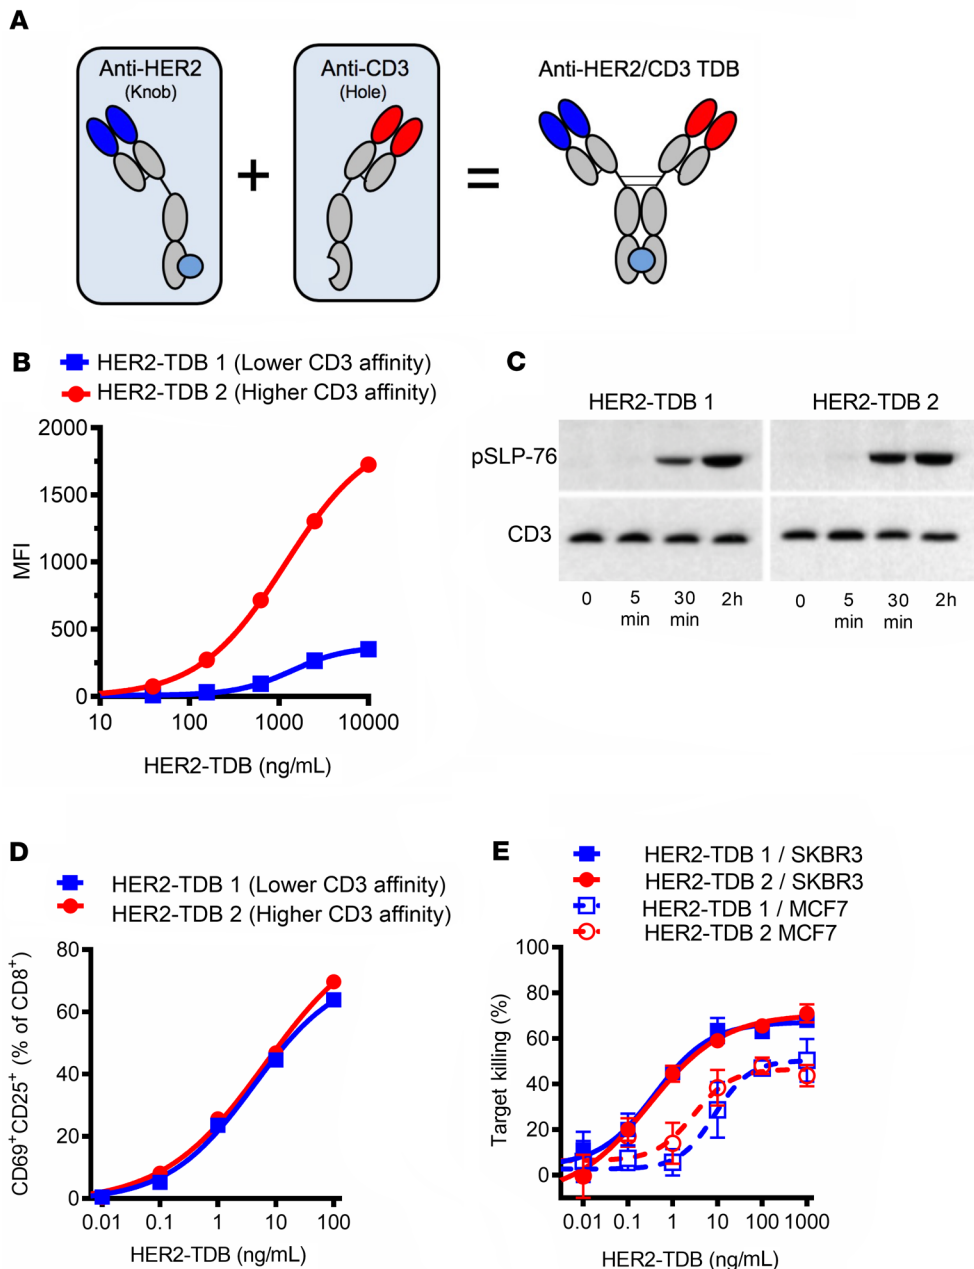 A
Anti-HER2
(Knob)
Anti-CD3
(Hole)
Anti-HER2/CD3 TDB
+
=
B
HER2-TDB 1 (Lower CD3 affinity)
HER2-TDB 2 (Higher CD3 affinity)
2000
1500
1000
500
0
MFI
10
100
1000
10000
HER2-TDB (ng/mL)
C
HER2-TDB 1
HER2-TDB 2
pSLP-76
CD3
0
5 min
30 min
2h
0
5 min
30 min
2h
D
HER2-TDB 1 (Lower CD3 affinity)
HER2-TDB 2 (Higher CD3 affinity)
80
60
40
20
0
CD69⁺CD25⁺ (% of CD8⁺)
0.01
0.1
1
10
100
HER2-TDB (ng/mL)
E
HER2-TDB 1 / SKBR3
HER2-TDB 2 / SKBR3
HER2-TDB 1 / MCF7
HER2-TDB 2 MCF7
100
80
60
40
20
0
Target killing (%)
0.01
0.1
1
10
100
1000
HER2-TDB (ng/mL)